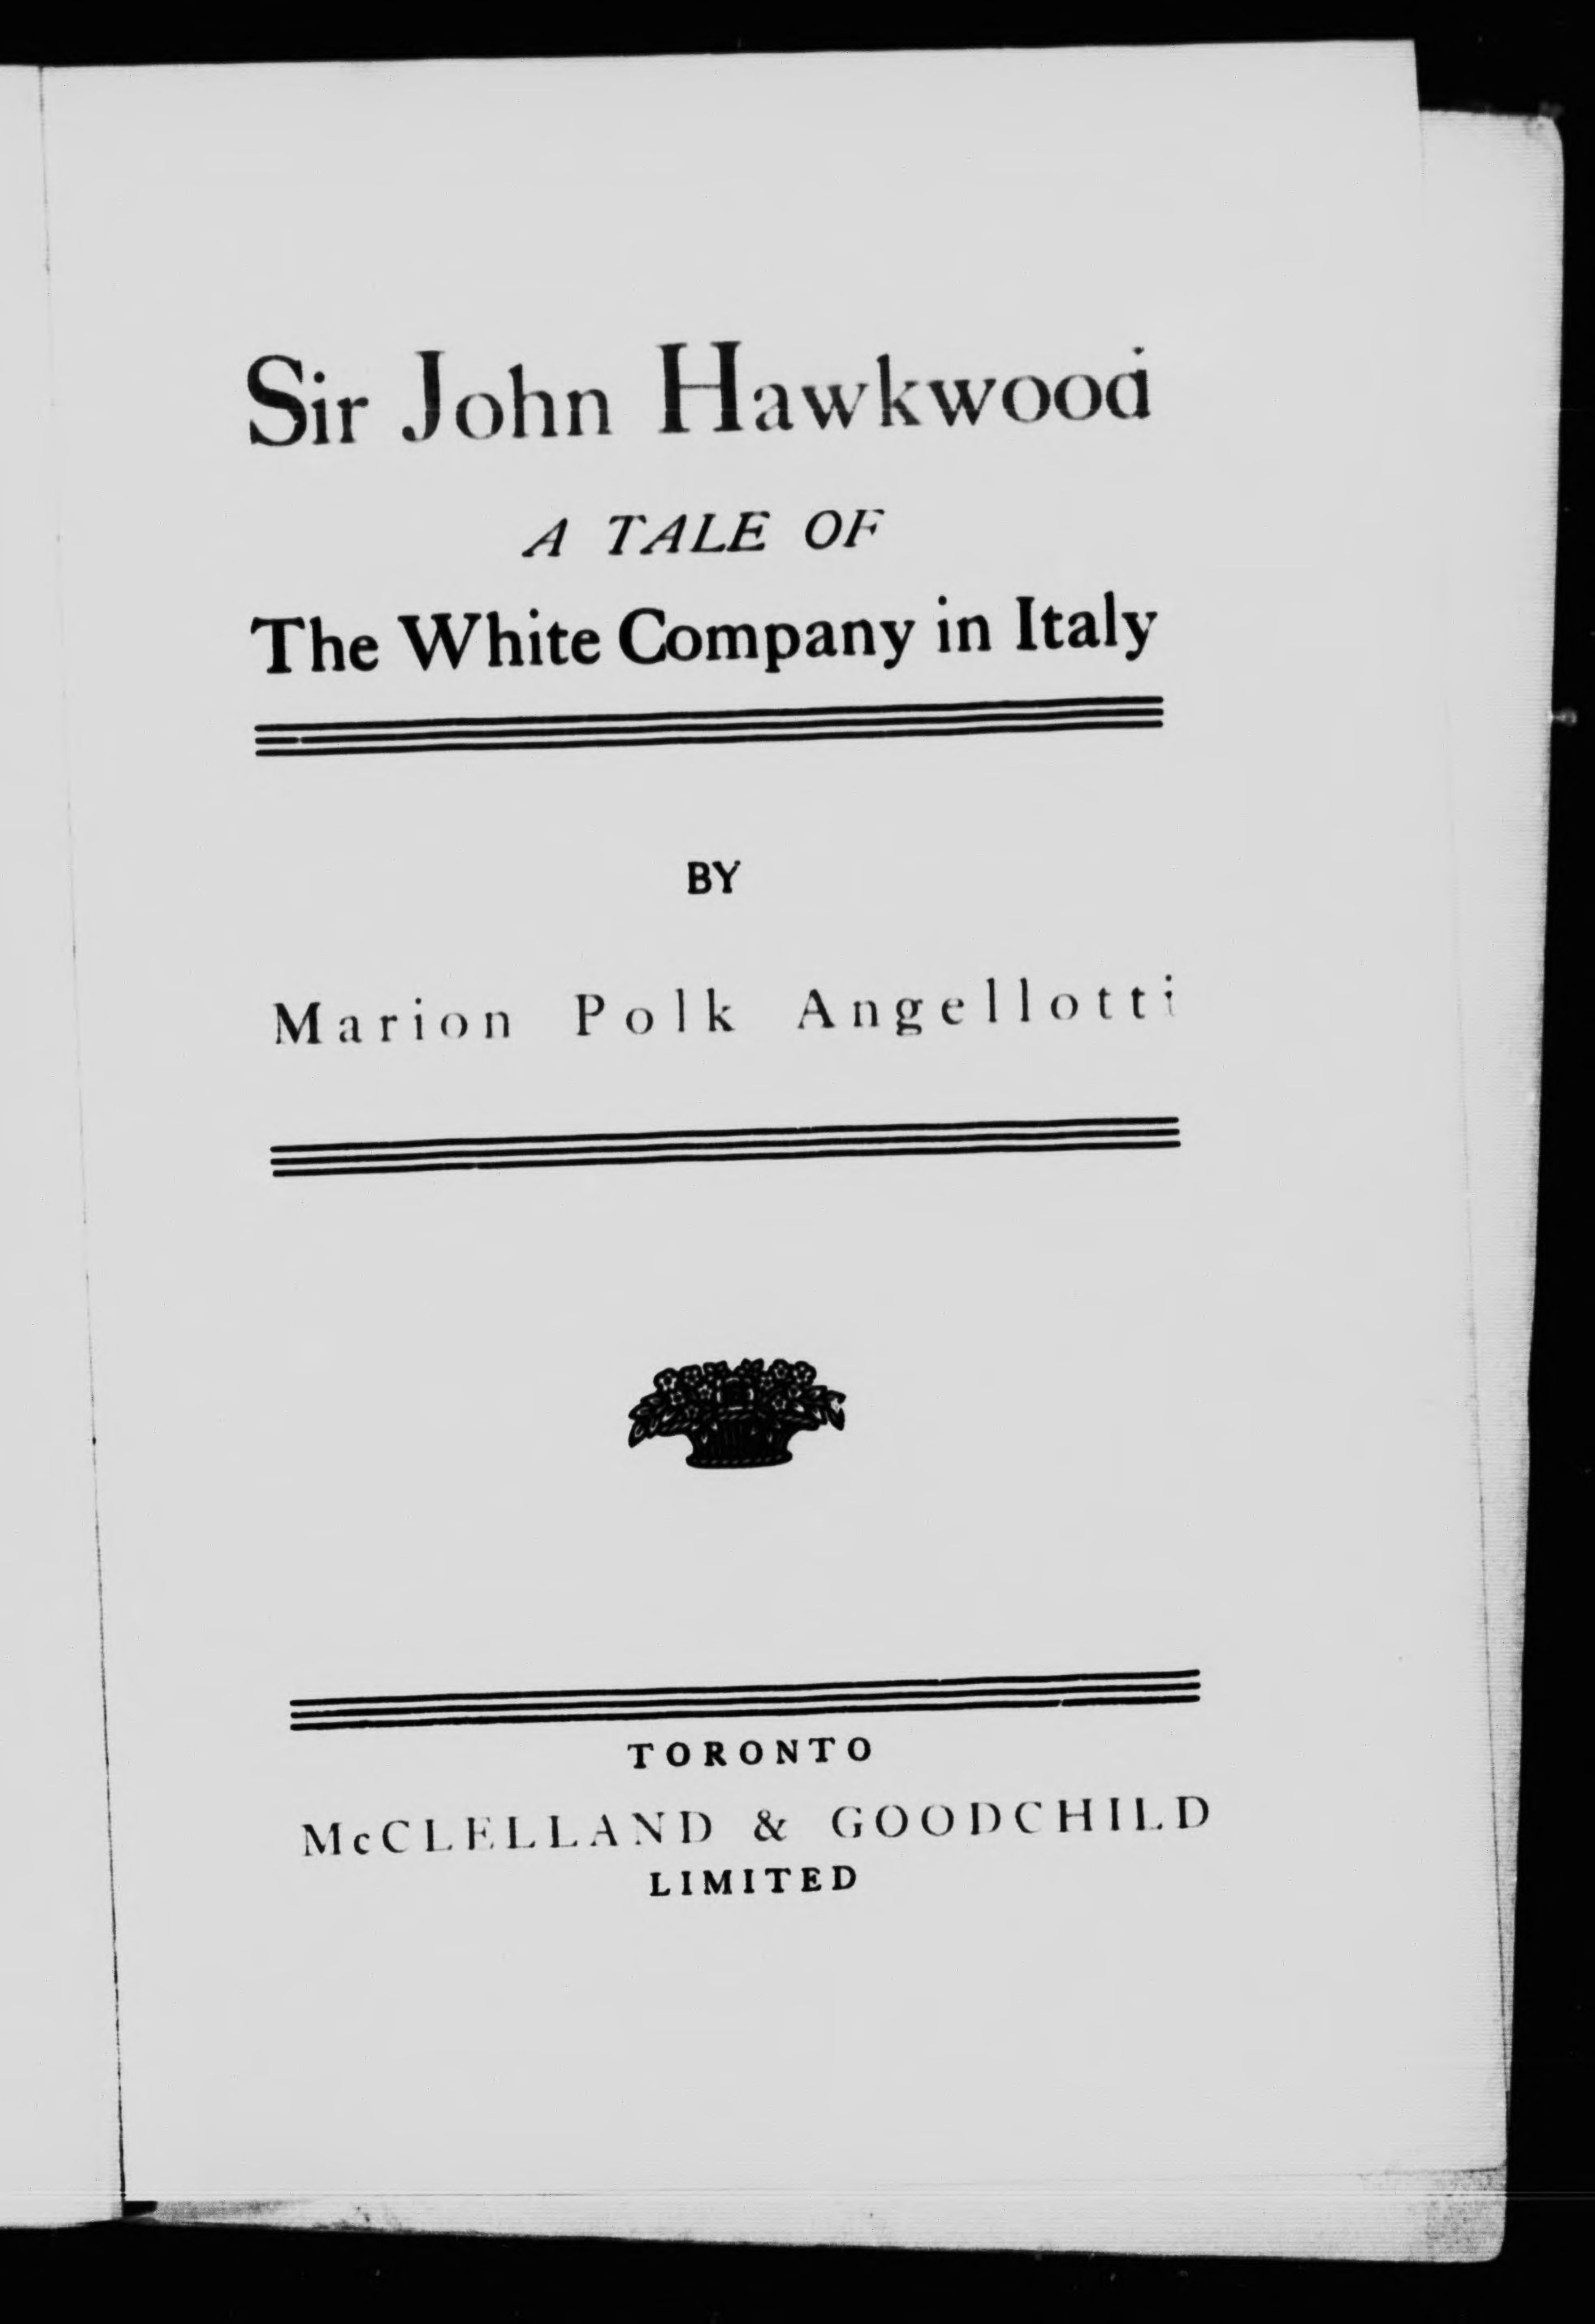 Sir John Hawkwood
A TALE OF
The White Company in Italy
BY
Marion Polk Angellotti
TORONTO
McCLELLAND & GOODCHILD
LIMITED